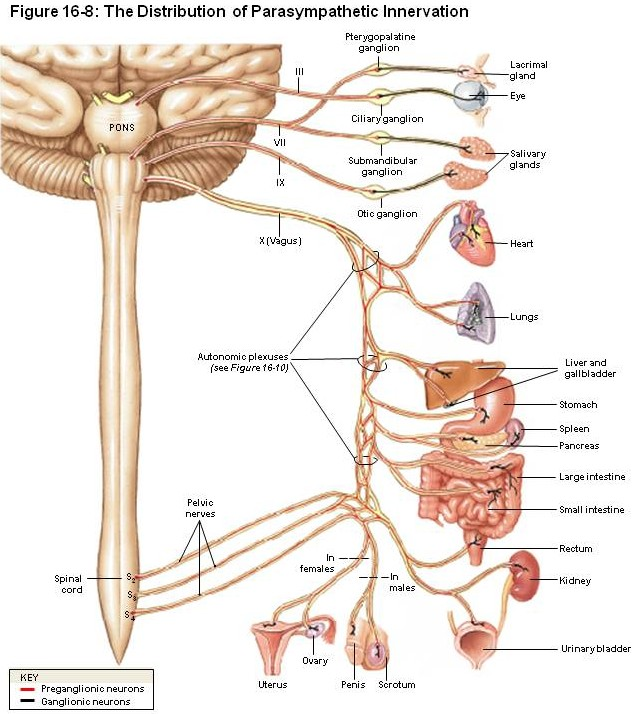 Figure 16-8: The Distribution of Parasympathetic Innervation
Pterygopalatine
ganglion
III
Lacrimal
gland
Eye
PONS
Ciliary ganglion
VII
Submandibular
ganglion
Salivary
glands
IX
Otic ganglion
X (Vagus)
Heart
Lungs
Autonomic plexuses
(see Figure 16-10)
Liver and
gallbladder
Stomach
Spleen
Pancreas
Large intestine
Small intestine
Pelvic
nerves
Rectum
In
females
In
males
Spinal
cord
S2
S3
S4
Kidney
Urinary bladder
Ovary
Uterus
Penis
Scrotum
KEY
Preganglionic neurons
Ganglionic neurons